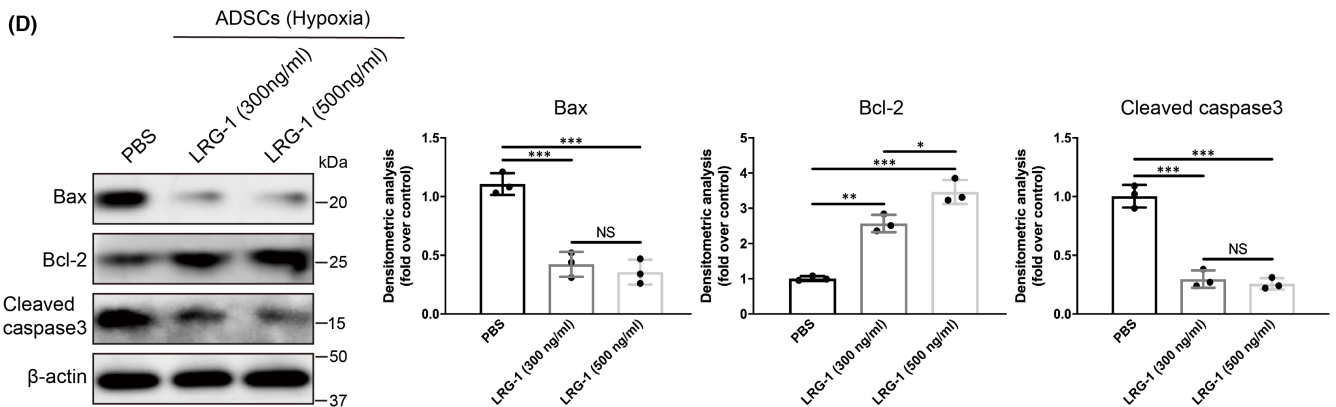 (D)
ADSCs (Hypoxia)
PBS
LRG-1 (300ng/ml)
LRG-1 (500ng/ml)
kDa
Bax
20
Bcl-2
25
Cleaved
caspase3
15
β-actin
50
37
Bax
Densitometric analysis
(fold over control)
1.5
1.0
0.5
0.0
***
***
NS
PBS
LRG-1 (300 ng/ml)
LRG-1 (500 ng/ml)
Bcl-2
Densitometric analysis
(fold over control)
5
4
3
2
1
0
*
***
**
PBS
LRG-1 (300 ng/ml)
LRG-1 (500 ng/ml)
Cleaved caspase3
Densitometric analysis
(fold over control)
1.5
1.0
0.5
0.0
***
***
NS
PBS
LRG-1 (300 ng/ml)
LRG-1 (500 ng/ml)